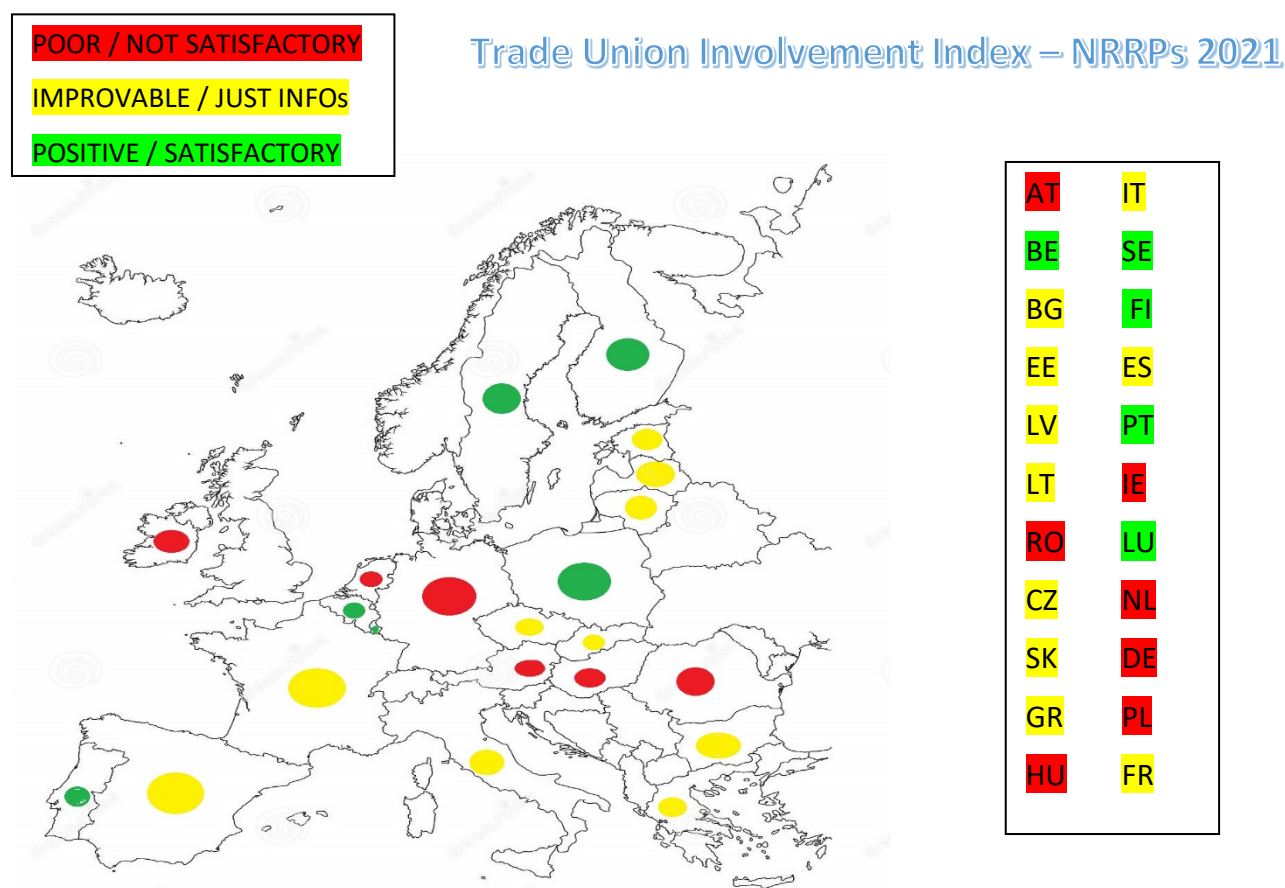 POOR / NOT SATISFACTORY
IMPROVABLE / JUST INFOs
POSITIVE / SATISFACTORY
Trade Union Involvement Index – NRRPs 2021
AT IT
BE SE
BG FI
EE ES
LV PT
LT IE
RO LU
CZ NL
SK DE
GR PL
HU FR